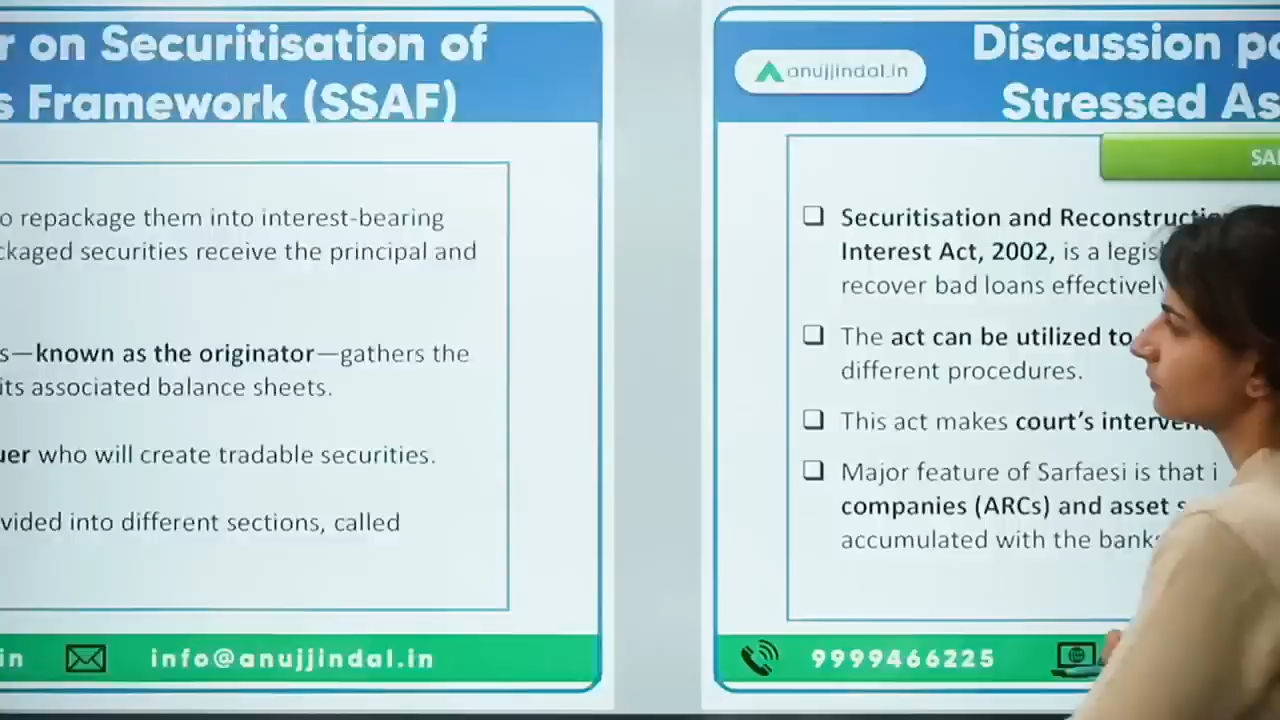 r on Securitisation of
s Framework (SSAF)
o repackage them into interest-bearing
ckaged securities receive the principal and
s—known as the originator—gathers the
its associated balance sheets.
uer who will create tradable securities.
vided into different sections, called
in
info@anujjindal.in
anujjindal.in
Discussion
Stressed As
Securitisation and Reconstructio
Interest Act, 2002, is a legis
recover bad loans effectively
The act can be utilized to
different procedures.
This act makes court's interven
Major feature of Sarfaesi is that i
companies (ARCs) and asset
accumulated with the bank
9999466225